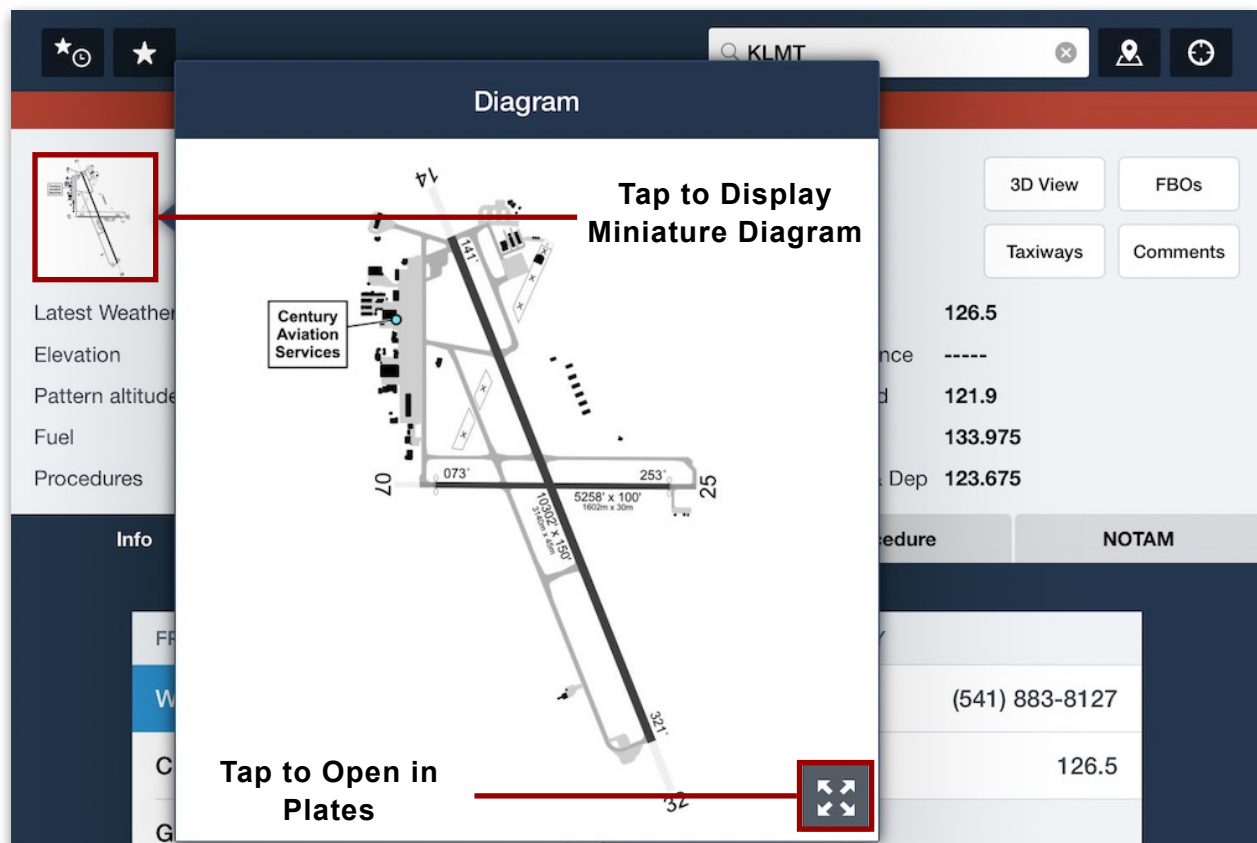 KLMT
Diagram
3D View
FBOs
Taxiways
Comments
Tap to Display
Miniature Diagram
14
141°
Century
Aviation
Services
Latest Weather
126.5
Elevation
nce
-----
Pattern altitude
d
121.9
Fuel
133.975
Procedures
& Dep
123.675
07
073°
253°
25
5258' x 100'
1602m x 30m
10302' x 150'
3140m x 45m
Info
cedure
NOTAM
321°
32
FR
Y
W
(541) 883-8127
C
126.5
G
Tap to Open in
Plates